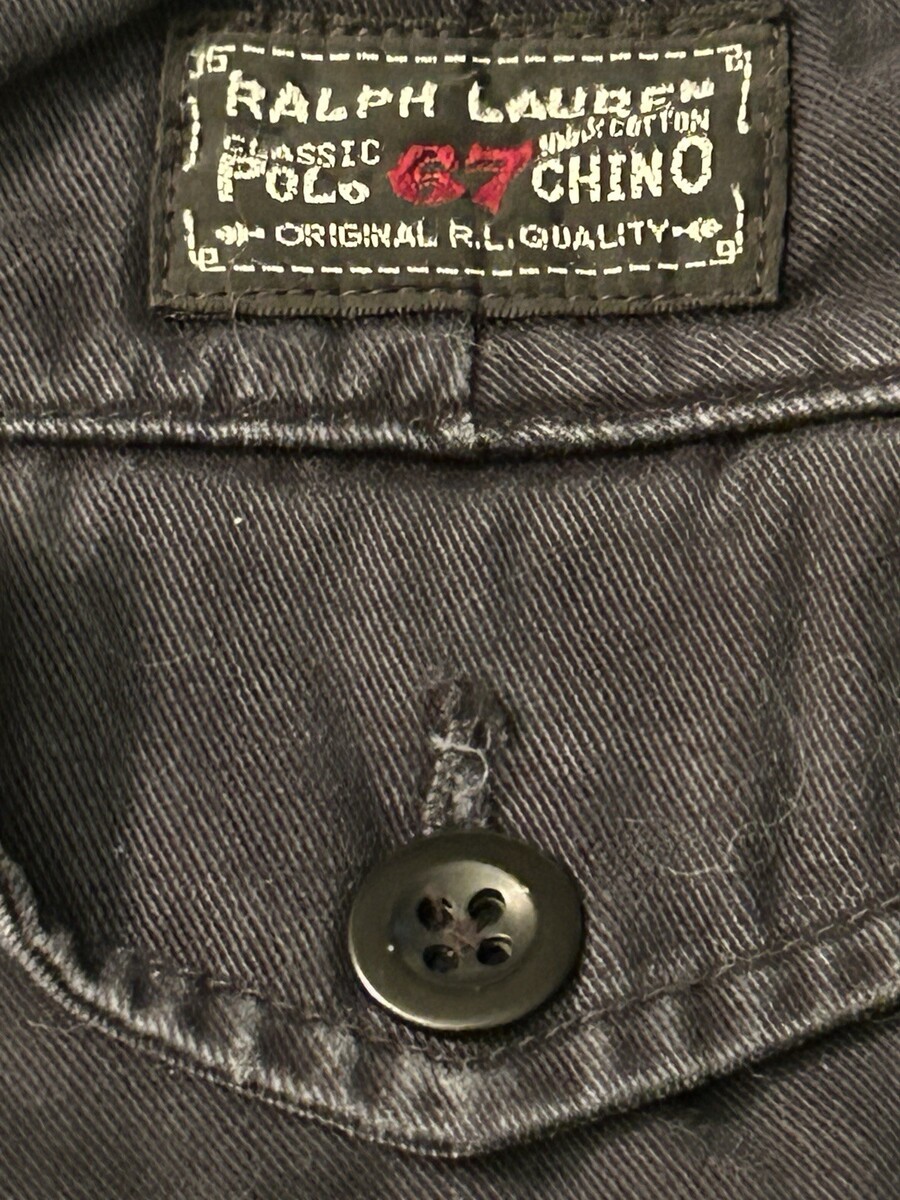 RALPH LAUREN
CLASSIC 100% COTTON
POLO 67 CHINO
ORIGINAL R.L. QUALITY